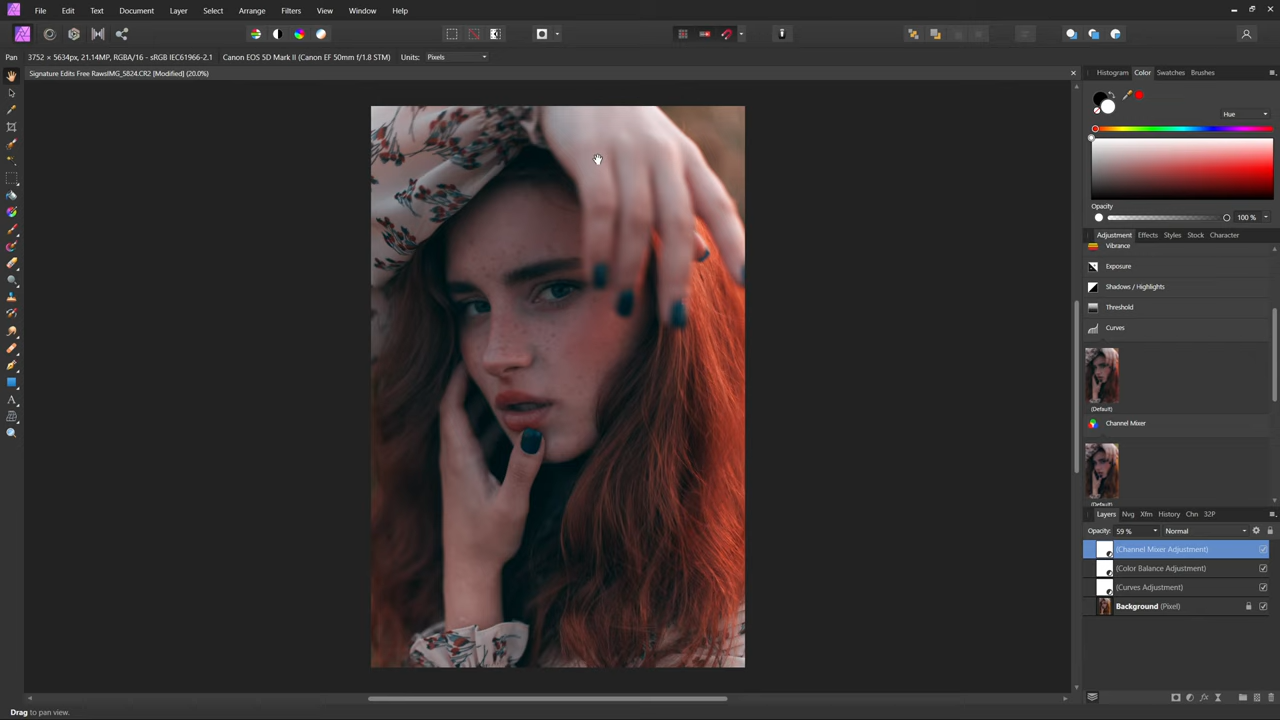 File Edit Text Document Layer Select Arrange Filters View Window Help
Pan 3752 × 5634px, 21.14MP, RGBA/16 - sRGB IEC61966-2.1 Canon EOS 5D Mark II (Canon EF 50mm f/1.8 STM) Units: Pixels
Signature Edits Free RawsIMG_5824.CR2 [Modified] (20.0%)
Histogram Color Swatches Brushes
Hue
Opacity
100 %
Adjustment Effects Styles Stock Character
Vibrance
Exposure
Shadows / Highlights
Threshold
Curves
(Default)
Channel Mixer
(Default)
Layers Nvg Xfm History Chn 32P
Opacity: 59 % Normal
(Channel Mixer Adjustment)
(Color Balance Adjustment)
(Curves Adjustment)
Background (Pixel)
Drag to pan view.